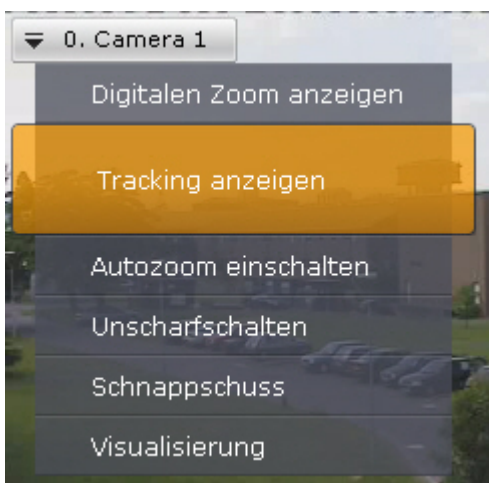 0. Camera 1
Digitalen Zoom anzeigen
Tracking anzeigen
Autozoom einschalten
Unscharfschalten
Schnappschuss
Visualisierung